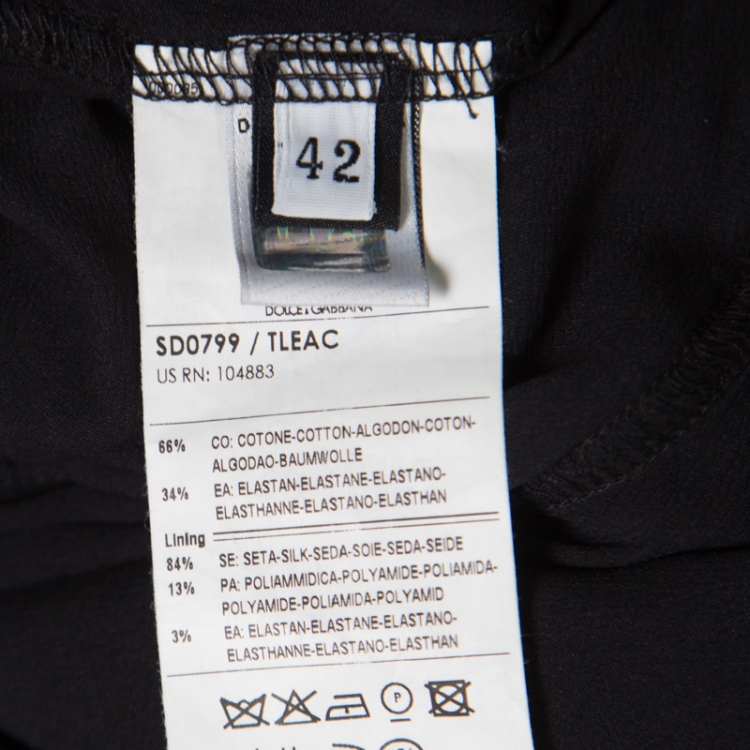 D
42
DOLCE & GABBANA
SD0799 / TLEAC
US RN: 104883
66% CO: COTONE-COTTON-ALGODON-COTON-
ALGODAO-BAUMWOLLE
34% EA: ELASTAN-ELASTANE-ELASTANO-
ELASTHANNE-ELASTANO-ELASTHAN
Lining
84% SE: SETA-SILK-SEDA-SOIE-SEDA-SEIDE
13% PA: POLIAMMIDICA-POLYAMIDE-POLIAMIDA-
POLYAMIDE-POLIAMIDA-POLYAMID
3% EA: ELASTAN-ELASTANE-ELASTANO-
ELASTHANNE-ELASTANO-ELASTHAN
P